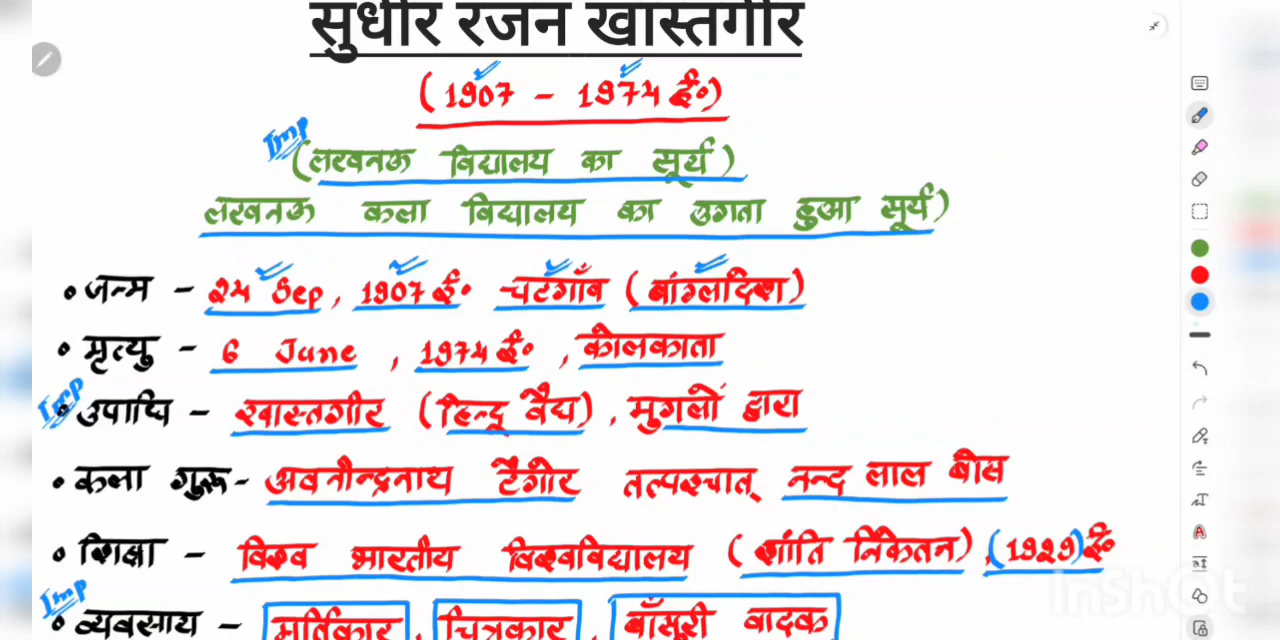 सुधीर रंजन खास्तगीर
(1907 - 1974 ई०)
Imp
(लखनऊ विद्यालय का सूर्य)
लखनऊ कला विद्यालय का उगता हुआ सूर्य)
• जन्म - 24 Sep, 1907 ई० चटगाँव (बांग्लादेश)
• मृत्यु - 6 June, 1974 ई०, कोलकाता
Imp
• उपाधि - खास्तगीर (हिन्दू वैद्य), मुगलों द्वारा
• कला गुरू - अवनीन्द्रनाथ टैगोर तत्पश्चात् नन्द लाल बोस
• शिक्षा - विश्व भारतीय विश्वविद्यालय (शांति निकेतन) (1929) ई०
Imp
• व्यवसाय - मूर्तिकार, चित्रकार, बाँसुरी वादक
InShOt